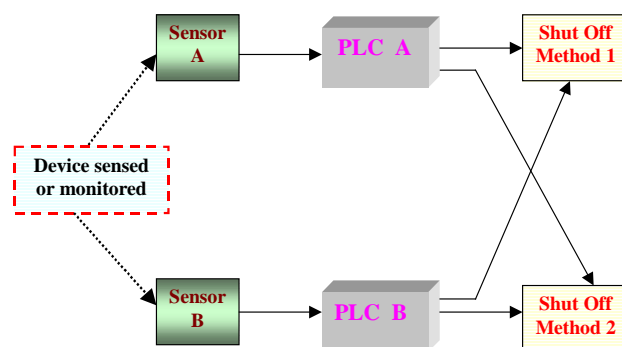 Sensor
A
PLC A
Shut Off
Method 1
Device sensed
or monitored
Sensor
B
PLC B
Shut Off
Method 2